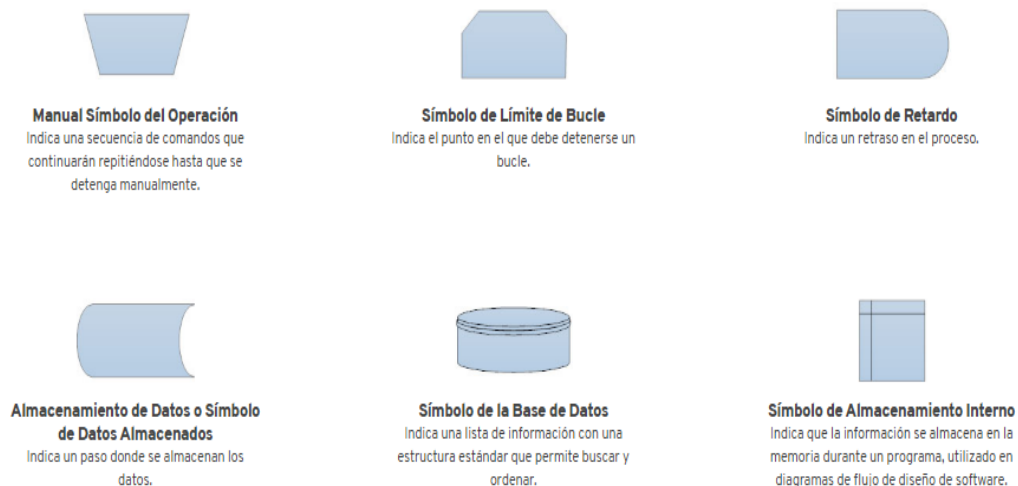 Manual Símbolo del Operación
Indica una secuencia de comandos que
continuarán repitiéndose hasta que se
detenga manualmente.
Símbolo de Límite de Bucle
Indica el punto en el que debe detenerse un
bucle.
Símbolo de Retardo
Indica un retraso en el proceso.
Almacenamiento de Datos o Símbolo
de Datos Almacenados
Indica un paso donde se almacenan los
datos.
Símbolo de la Base de Datos
Indica una lista de información con una
estructura estándar que permite buscar y
ordenar.
Símbolo de Almacenamiento Interno
Indica que la información se almacena en la
memoria durante un programa, utilizado en
diagramas de flujo de diseño de software.